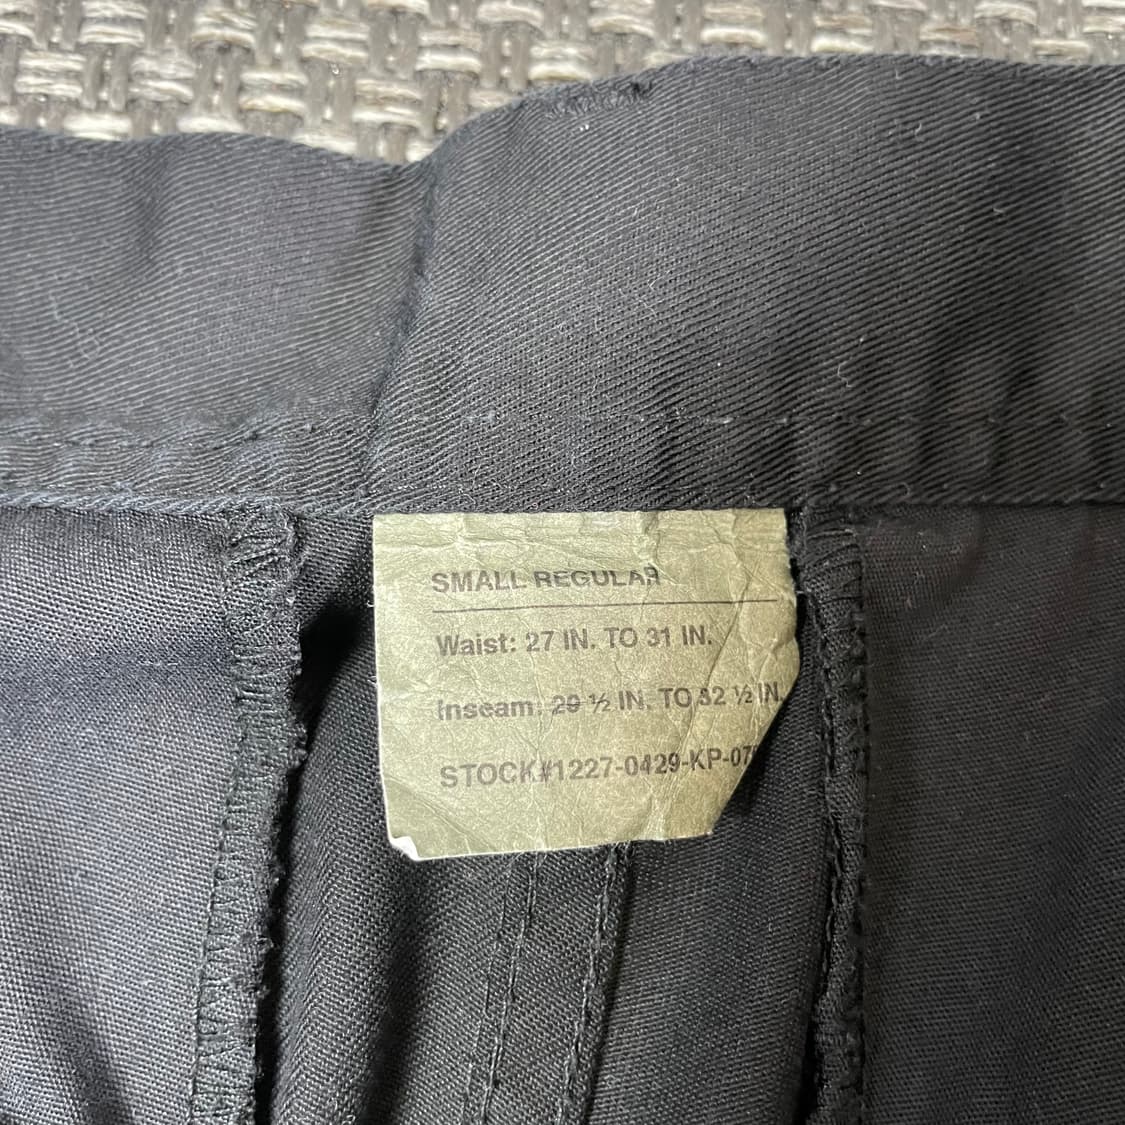 SMALL REGULAR
Waist: 27 IN. TO 31 IN.
Inseam: 29 ½ IN. TO 32 ½ IN.
STOCK#1227-0429-KP-07